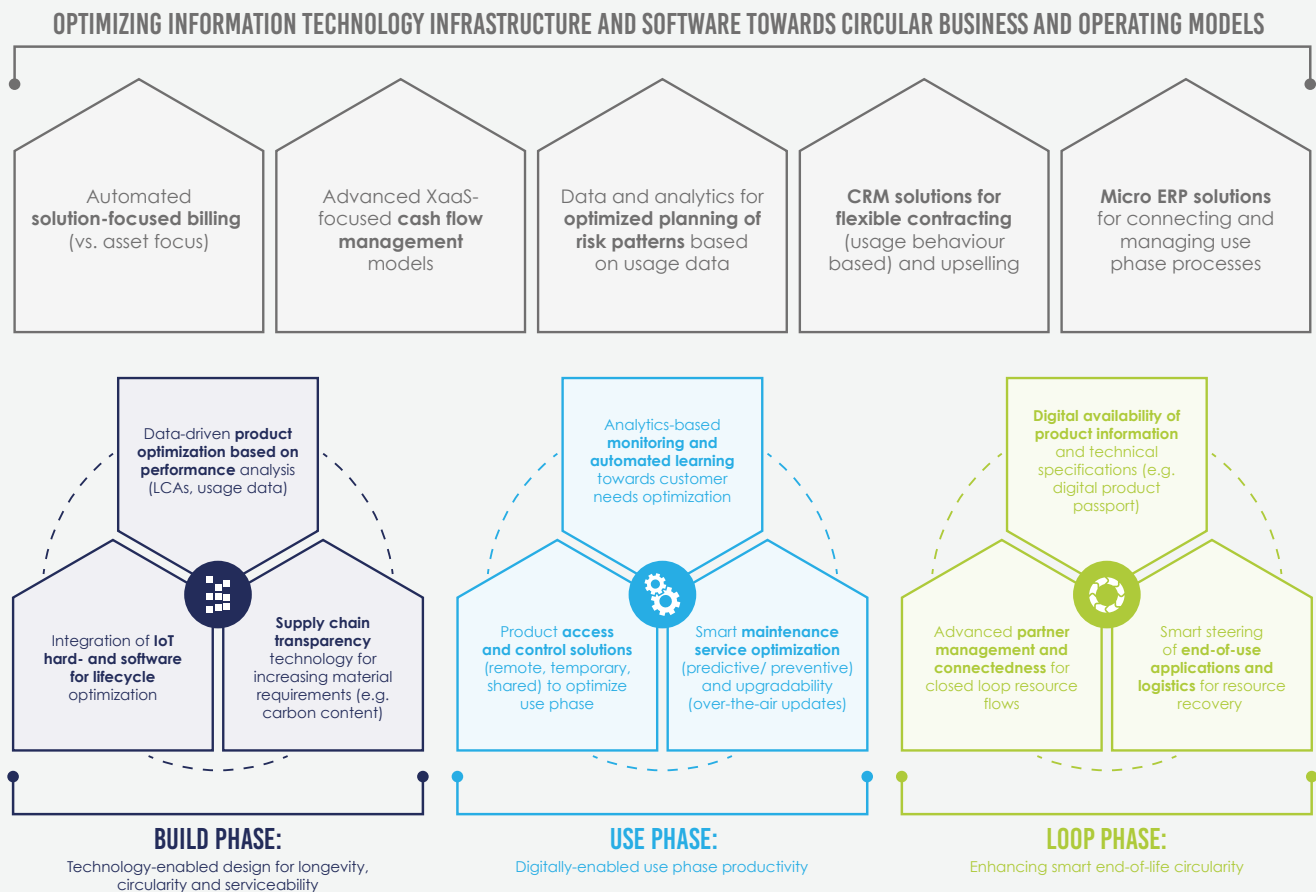 OPTIMIZING INFORMATION TECHNOLOGY INFRASTRUCTURE AND SOFTWARE TOWARDS CIRCULAR BUSINESS AND OPERATING MODELS
Automated
solution-focused billing
(vs. asset focus)
Advanced XaaS-
focused cash flow
management
models
Data and analytics for
optimized planning of
risk patterns based
on usage data
CRM solutions for
flexible contracting
(usage behaviour
based) and upselling
Micro ERP solutions
for connecting and
managing use
phase processes
Data-driven product
optimization based on
performance analysis
(LCAs, usage data)
Integration of IoT
hard- and software
for lifecycle
optimization
Supply chain
transparency
technology for
increasing material
requirements (e.g.
carbon content)
BUILD PHASE:
Technology-enabled design for longevity,
circularity and serviceability
Analytics-based
monitoring and
automated learning
towards customer
needs optimization
Product access
and control solutions
(remote, temporary,
shared) to optimize
use phase
Smart maintenance
service optimization
(predictive/ preventive)
and upgradability
(over-the-air updates)
USE PHASE:
Digitally-enabled use phase productivity
Digital availability of
product information
and technical
specifications (e.g.
digital product
passport)
Advanced partner
management and
connectedness for
closed loop resource
flows
Smart steering
of end-of-use
applications and
logistics for resource
recovery
LOOP PHASE:
Enhancing smart end-of-life circularity